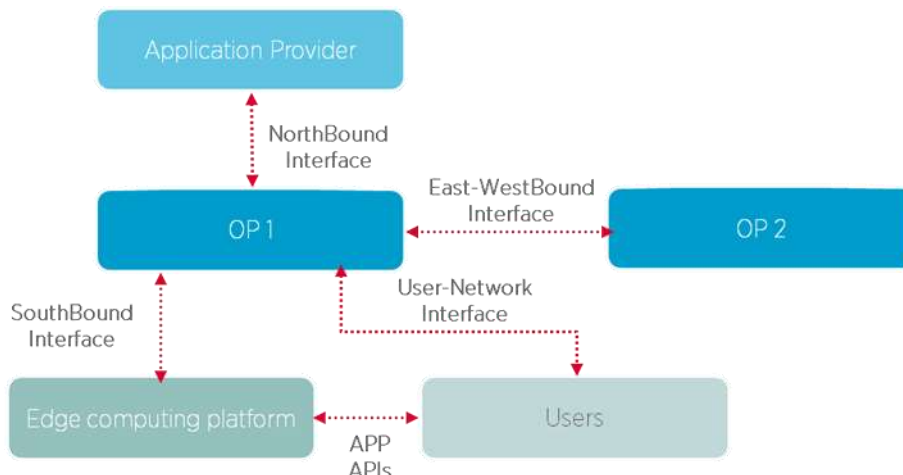 Application Provider
NorthBound
Interface
East-WestBound
Interface
OP 1
OP 2
User-Network
Interface
SouthBound
Interface
Edge computing platform
Users
APP
APIs